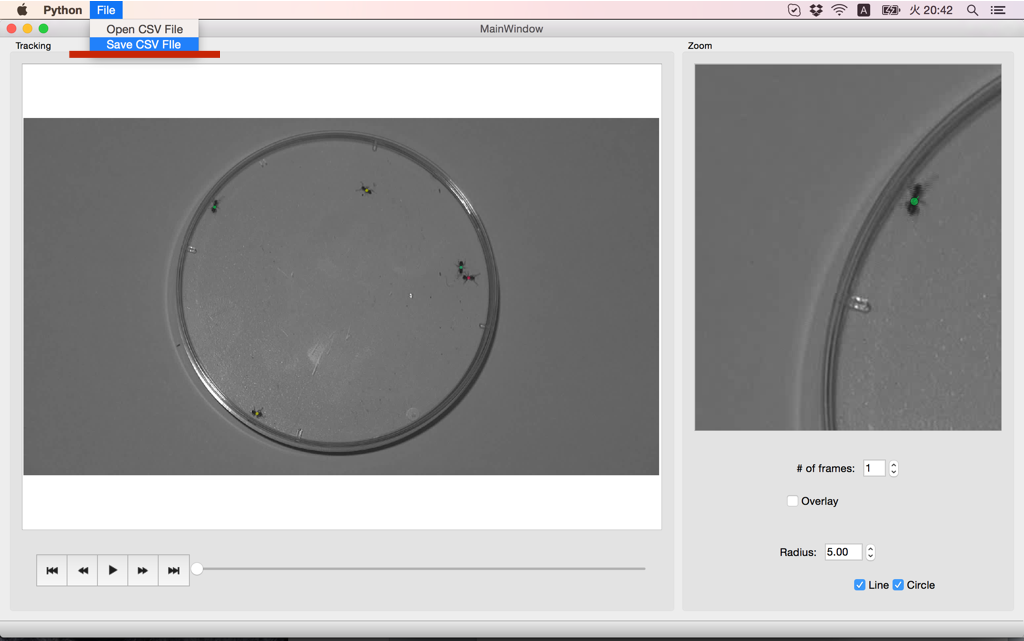 Python File 火 20:42
Open CSV File
Save CSV FIle
MainWindow
Tracking
Zoom
# of frames: 1
Overlay
Radius: 5.00
Line Circle